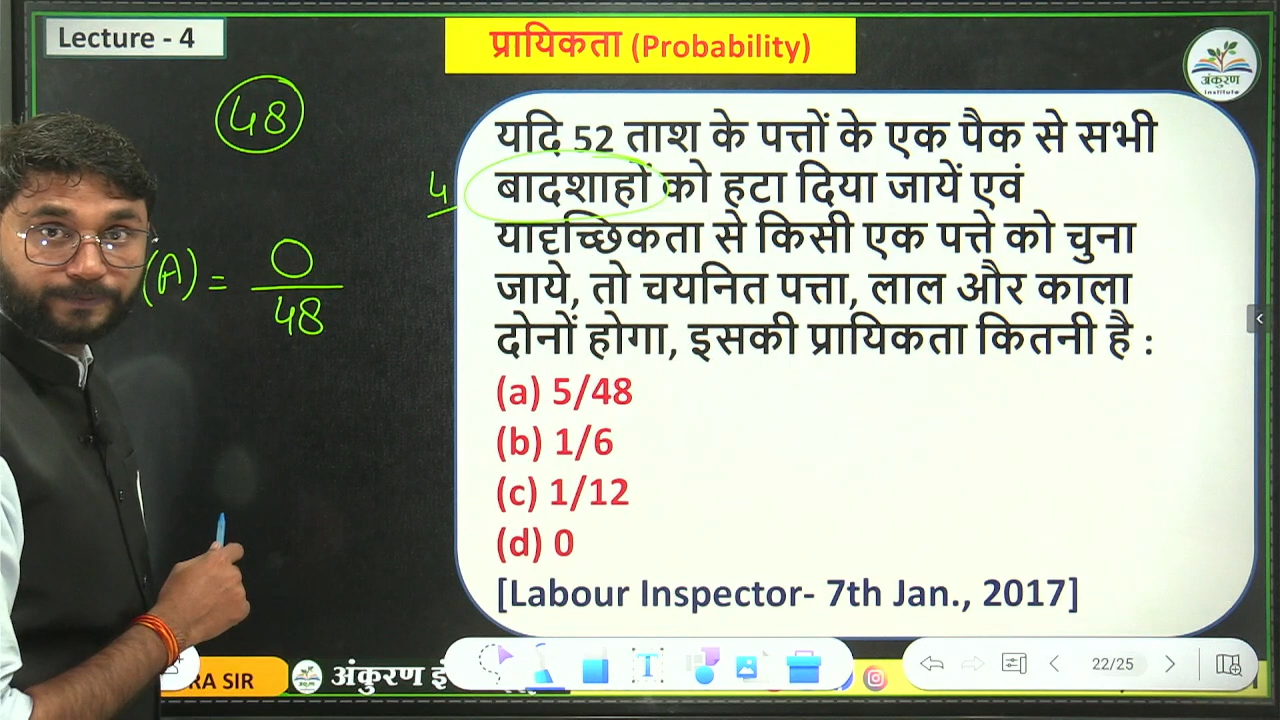 Lecture - 4
प्रायिकता (Probability)
अंकुरण
Institute
48
यदि 52 ताश के पत्तों के एक पैक से सभी
4
बादशाहों को हटा दिया जायें एवं
यादृच्छिकता से किसी एक पत्ते को चुना
(A) = 0/48
जाये, तो चयनित पत्ता, लाल और काला
दोनों होगा, इसकी प्रायिकता कितनी है :
(a) 5/48
(b) 1/6
(c) 1/12
(d) 0
[Labour Inspector- 7th Jan., 2017]
RA SIR
अंकुरण
T
22/25